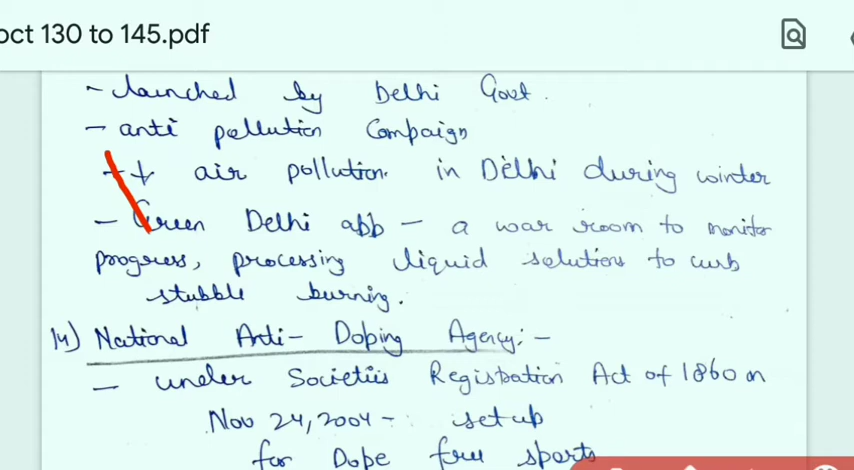 oct 130 to 145.pdf
- launched by Delhi Govt.
- anti pollution Campaign
- ↓ air pollution in Delhi during winter
- Green Delhi app - a war room to monitor
progress, processing liquid solutions to curb
stubble burning.
14) National Anti-Doping Agency:-
- under Societies Registration Act of 1860 on
Nov 24, 2004 - set up
for Dope free sports